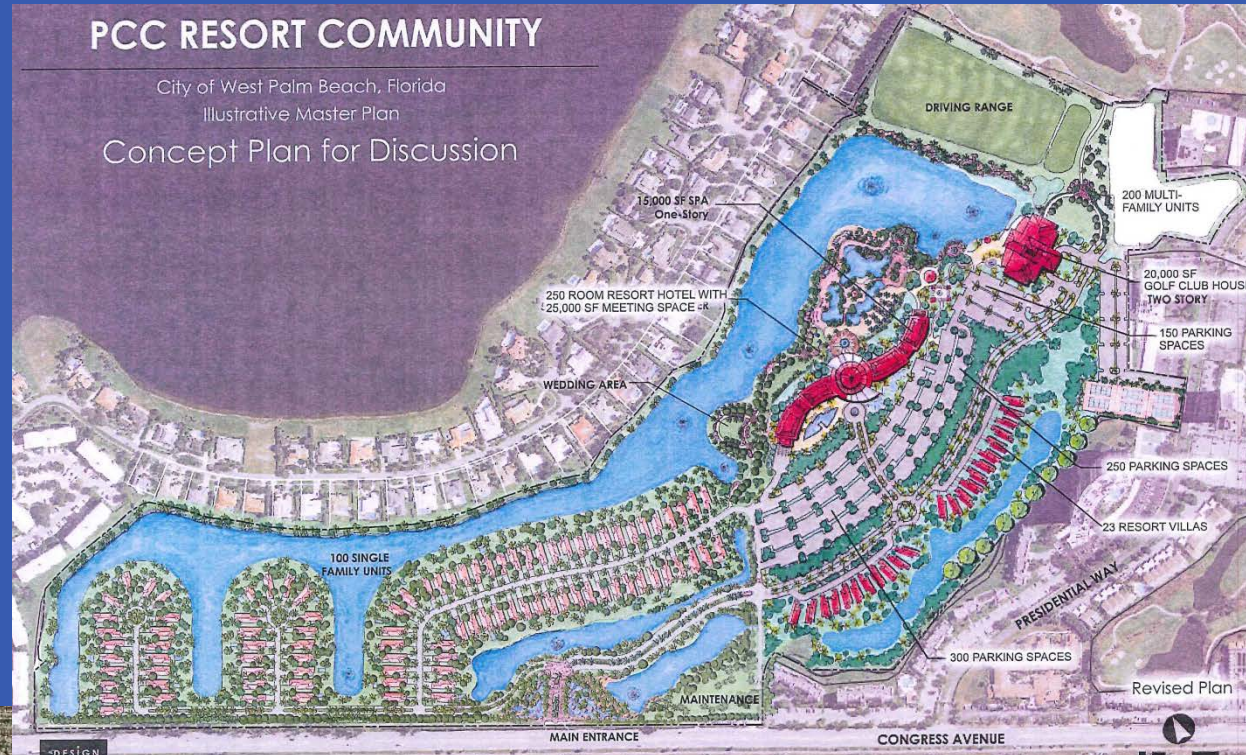 PCC RESORT COMMUNITY
City of West Palm Beach, Florida
Illustrative Master Plan
Concept Plan for Discussion
DRIVING RANGE
15,000 SF SPA
One-Story
200 MULTI-
FAMILY UNITS
20,000 SF
GOLF CLUB HOUS
TWO STORY
250 ROOM RESORT HOTEL WITH
25,000 SF MEETING SPACE
150 PARKING
SPACES
WEDDING AREA
250 PARKING SPACES
23 RESORT VILLAS
100 SINGLE
FAMILY UNITS
PRESIDENTIAL WAY
300 PARKING SPACES
Revised Plan
MAINTENANCE
MAIN ENTRANCE
CONGRESS AVENUE
DESIGN